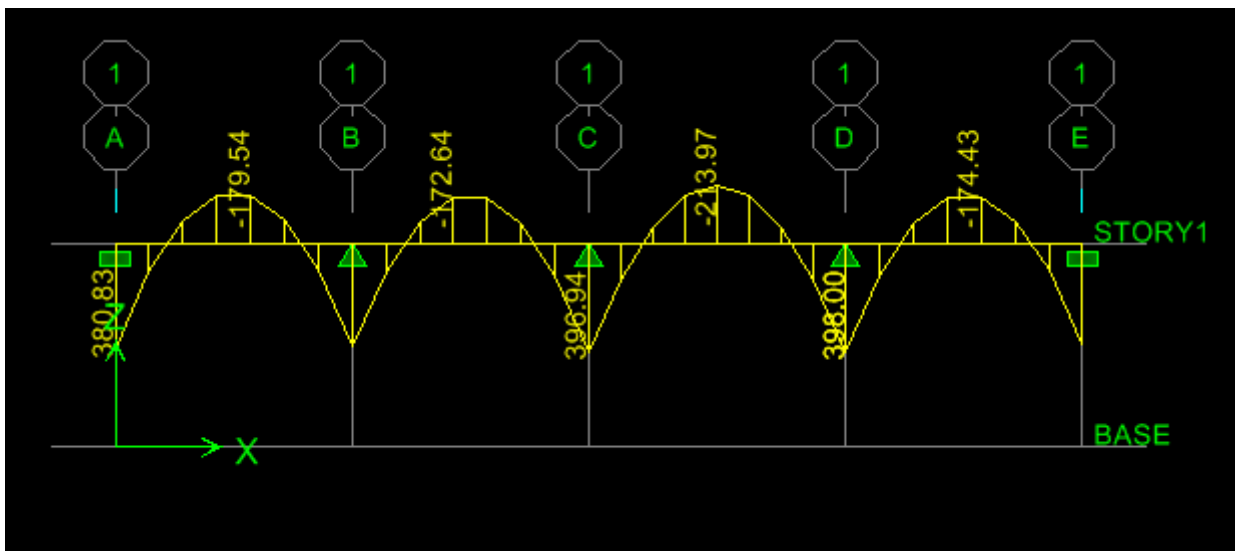 1 1 1 1 1
A B C D E
-179.54 -172.64 -213.97 -174.43
STORY1
380.83 396.94 398.00
Z
X
BASE